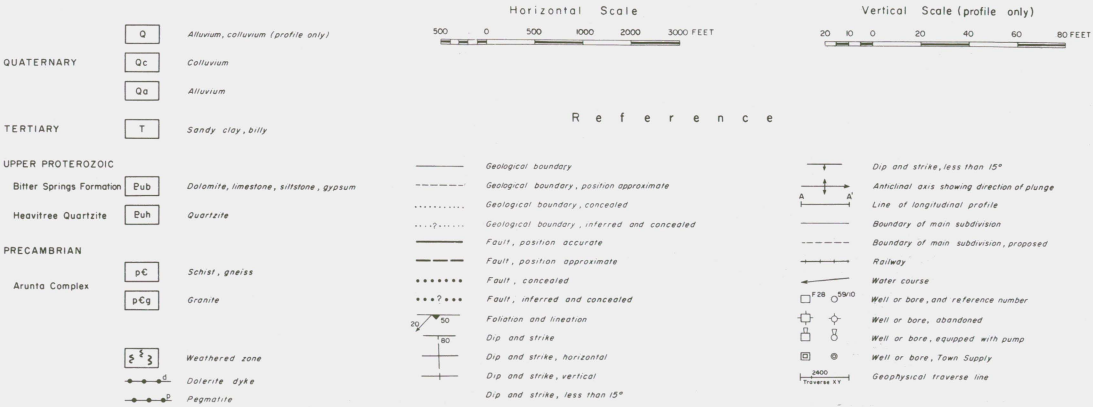 Horizontal Scale
500 0 500 1000 2000 3000 FEET
Vertical Scale (profile only)
20 10 0 20 40 60 80 FEET
Q Alluvium, colluvium (profile only)
QUATERNARY
Qc Colluvium
Qa Alluvium
TERTIARY
T Sandy clay, billy
UPPER PROTEROZOIC
Bitter Springs Formation
Pub Dolomite, limestone, siltstone, gypsum
Heavitree Quartzite
Puh Quartzite
PRECAMBRIAN
Arunta Complex
p€ Schist, gneiss
p€g Granite
Weathered zone
d Dolerite dyke
p Pegmatite
Reference
Geological boundary
Geological boundary, position approximate
Geological boundary, concealed
? Geological boundary, inferred and concealed
Fault, position accurate
Fault, position approximate
Fault, concealed
? Fault, inferred and concealed
20 50 Foliation and lineation
80 Dip and strike
Dip and strike, horizontal
Dip and strike, vertical
Dip and strike, less than 15°
Dip and strike, less than 15°
Anticlinal axis showing direction of plunge
A A' Line of longitudinal profile
Boundary of main subdivision
Boundary of main subdivision, proposed
Railway
Water course
F28 59/10 Well or bore, and reference number
Well or bore, abandoned
Well or bore, equipped with pump
Well or bore, Town Supply
2400 Traverse XY Geophysical traverse line